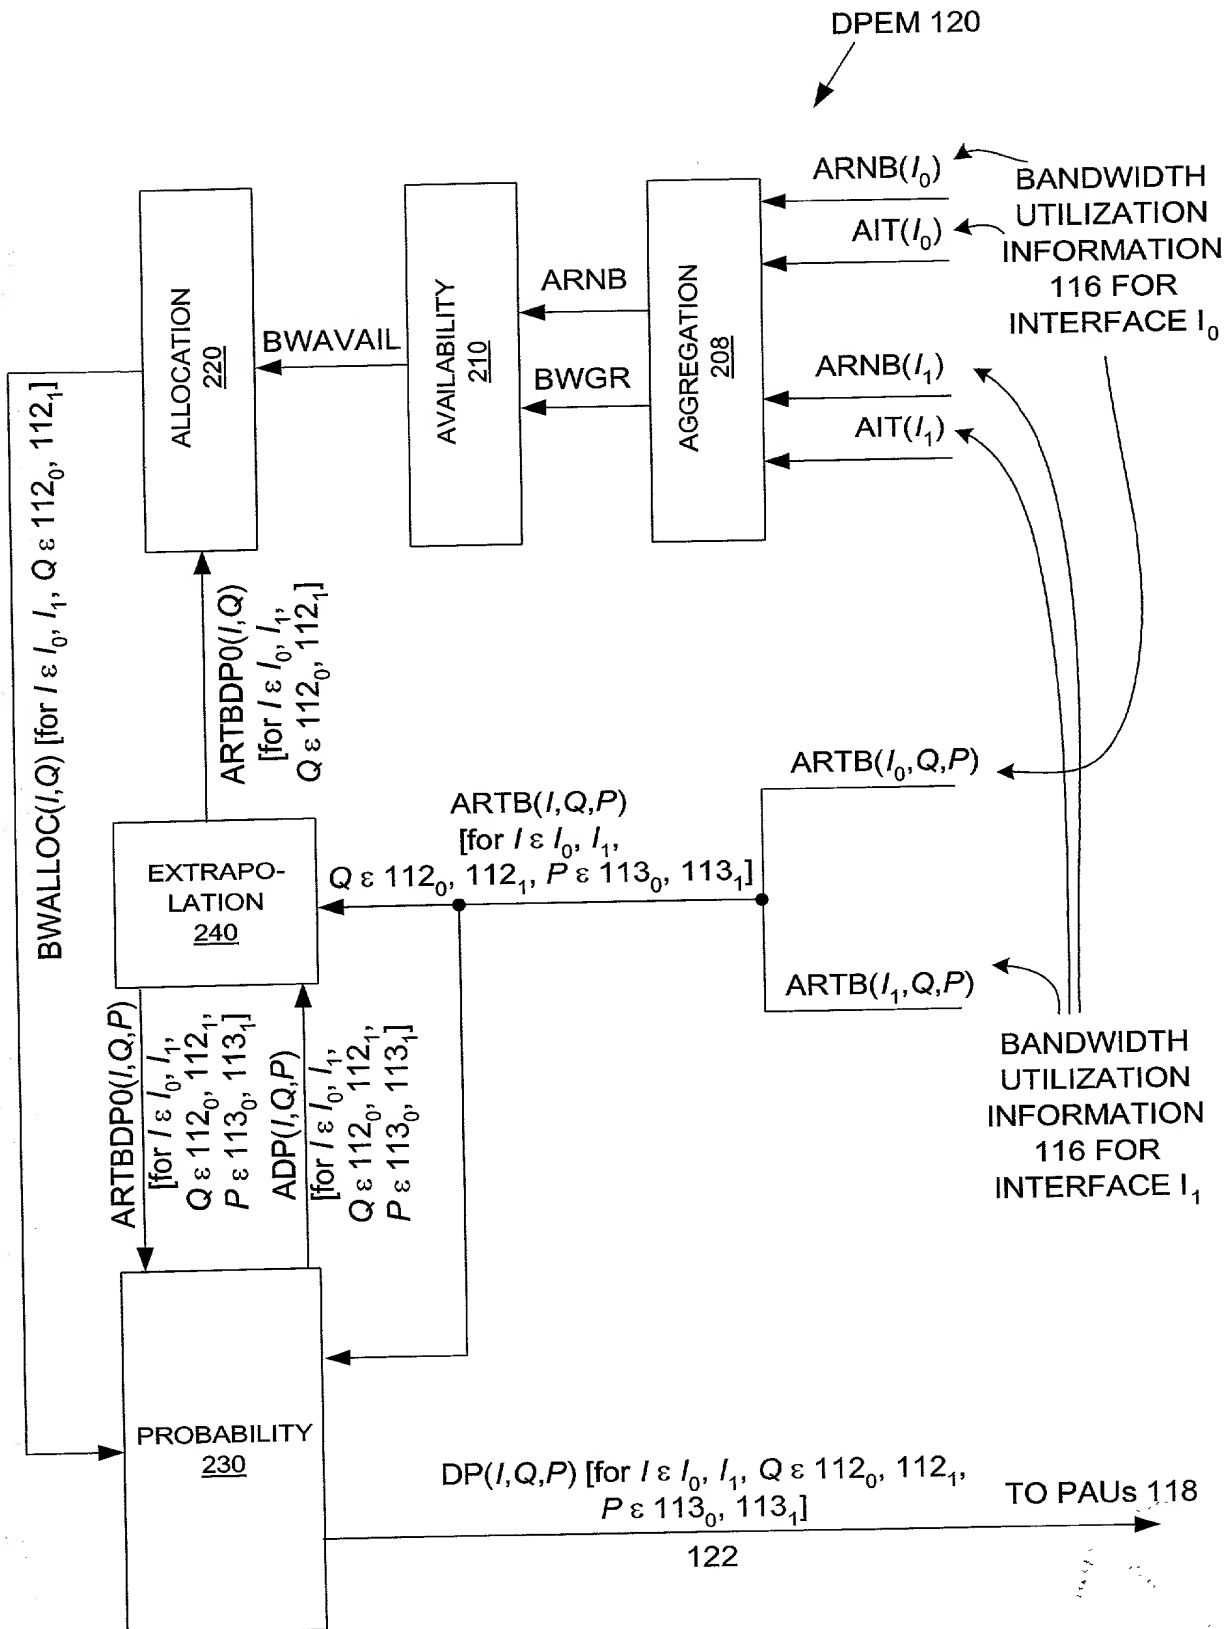 DPEM 120
ARNB(I₀)
AIT(I₀)
ARNB(I₁)
AIT(I₁)
BANDWIDTH
UTILIZATION
INFORMATION
116 FOR
INTERFACE I₀
AGGREGATION
208
ARNB
BWGR
AVAILABILITY
210
BWAVAIL
ALLOCATION
220
BWALLOC(I,Q) [for I ε I₀, I₁, Q ε 112₀, 112₁]
ARTBDP0(I,Q)
[for I ε I₀, I₁,
Q ε 112₀, 112₁]
ARTB(I₀,Q,P)
ARTB(I₁,Q,P)
ARTB(I,Q,P)
[for I ε I₀, I₁,
Q ε 112₀, 112₁, P ε 113₀, 113₁]
EXTRAPO-
LATION
240
BANDWIDTH
UTILIZATION
INFORMATION
116 FOR
INTERFACE I₁
ARTBDP0(I,Q,P)
[for I ε I₀, I₁,
Q ε 112₀, 112₁,
P ε 113₀, 113₁]
ADP(I,Q,P)
[for I ε I₀, I₁,
Q ε 112₀, 112₁,
P ε 113₀, 113₁]
PROBABILITY
230
DP(I,Q,P) [for I ε I₀, I₁, Q ε 112₀, 112₁,
P ε 113₀, 113₁]
122
TO PAUs 118